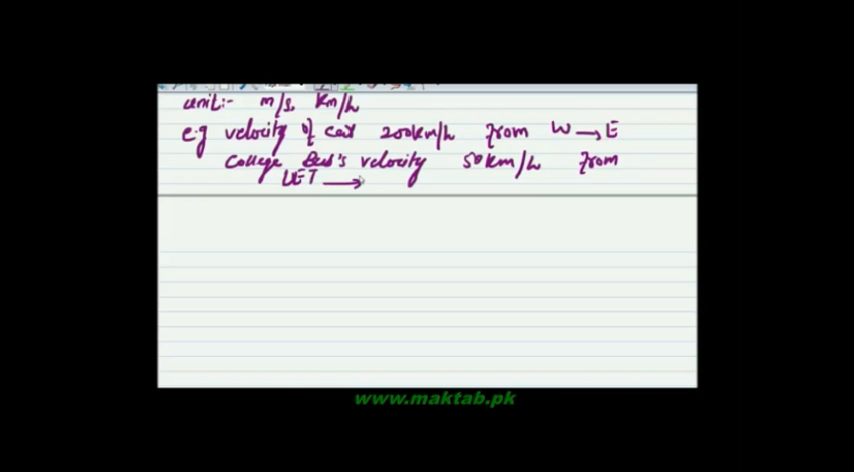 unit:- m/s, km/h
e.g velocity of car 200km/h from W → E
College Bus's velocity 50km/h from
UET →
www.maktab.pk